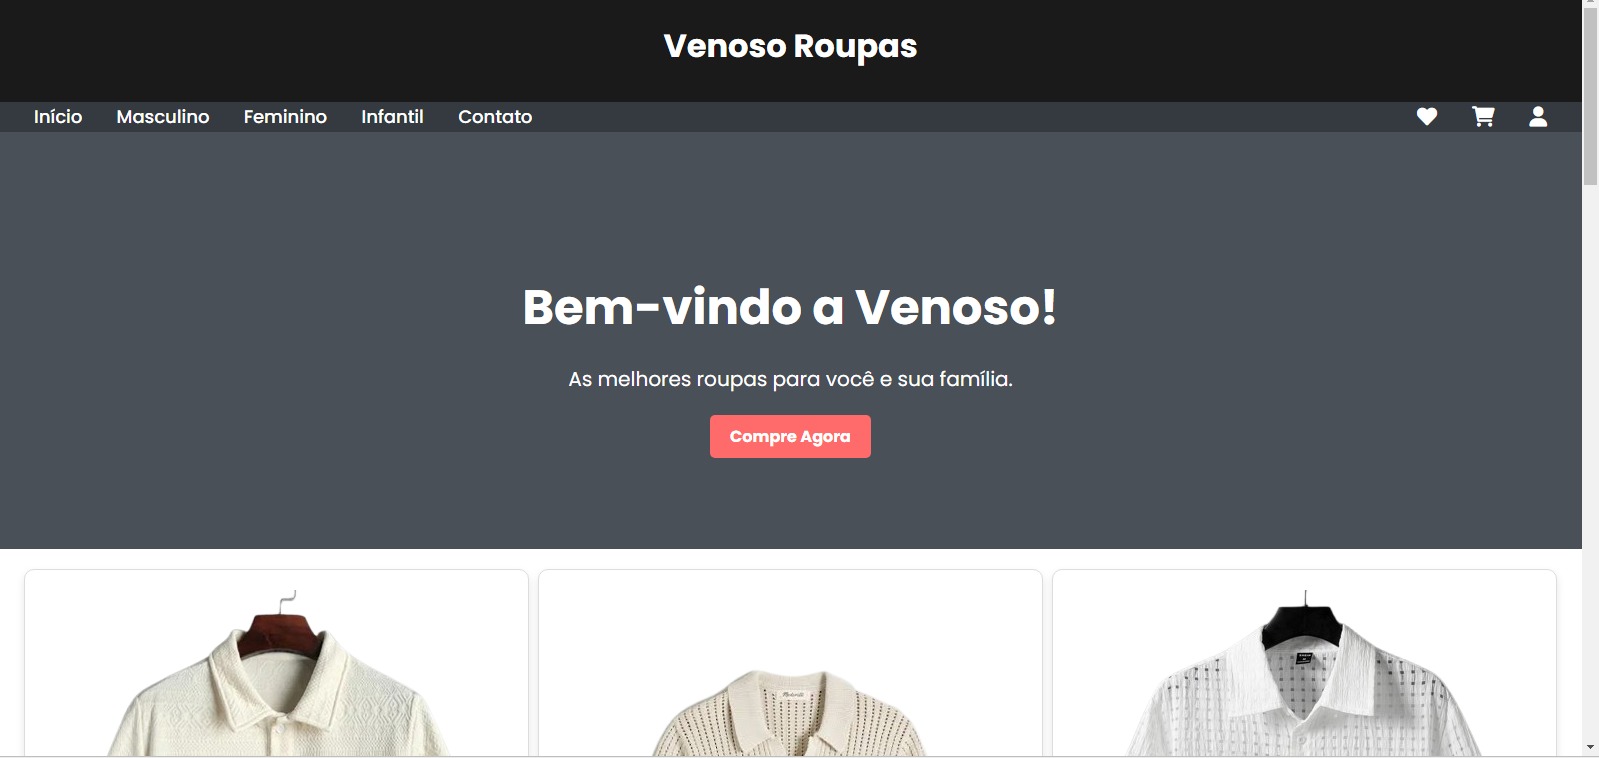 Venoso Roupas
Início Masculino Feminino Infantil Contato
Bem-vindo a Venoso!
As melhores roupas para você e sua família.
Compre Agora